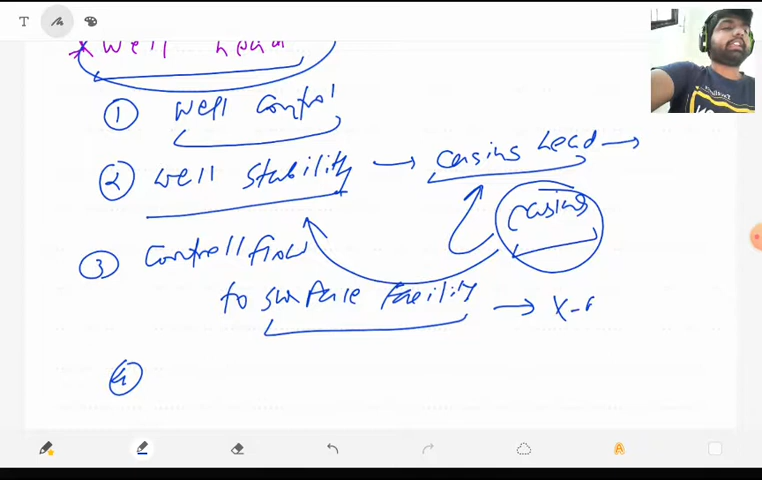 * Well Head
① Well Control
② Well Stability → Casing Head →
Casing
③ Controll flow
to surface facility → X-
④
T
A